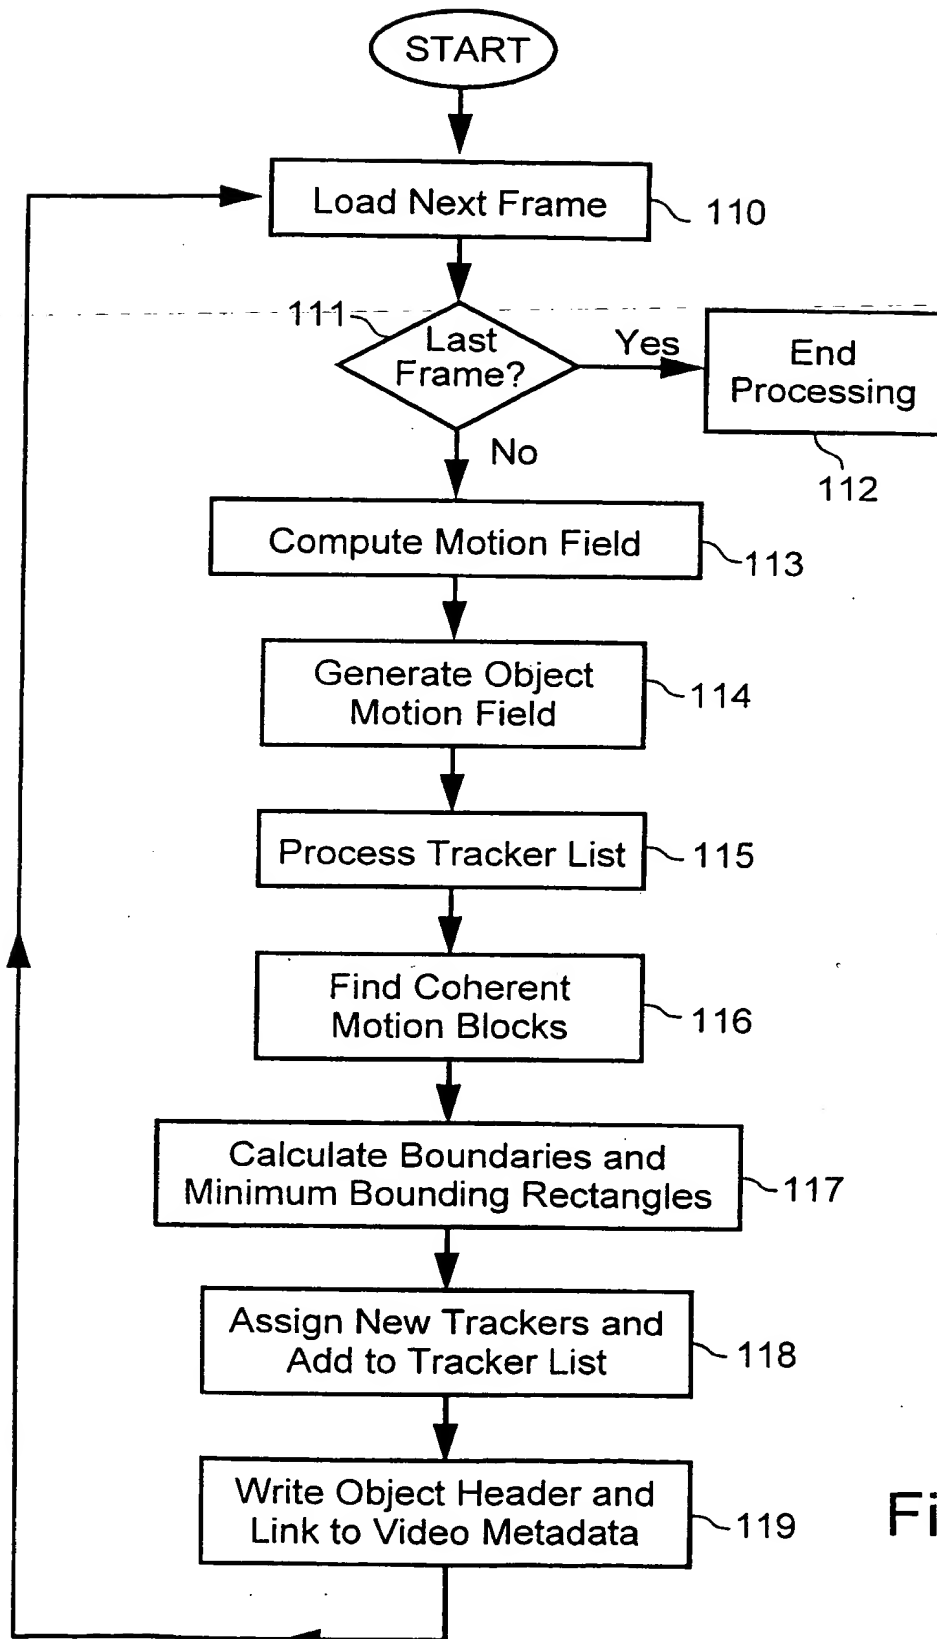 START
Load Next Frame
110
111
Last
Frame?
Yes
End
Processing
112
No
Compute Motion Field
113
Generate Object
Motion Field
114
Process Tracker List
115
Find Coherent
Motion Blocks
116
Calculate Boundaries and
Minimum Bounding Rectangles
117
Assign New Trackers and
Add to Tracker List
118
Write Object Header and
Link to Video Metadata
119